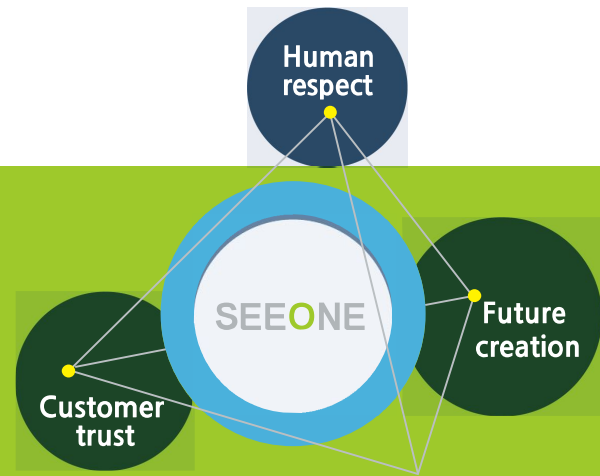 Human
respect
SEEONE
Future
creation
Customer
trust